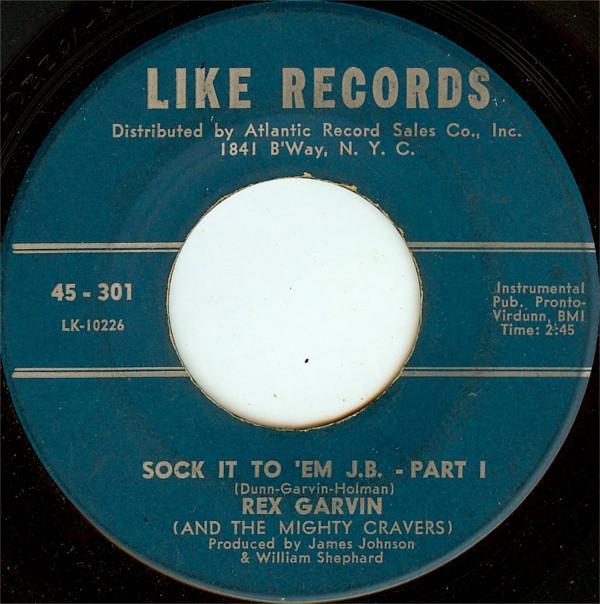 LIKE RECORDS
Distributed by Atlantic Record Sales Co., Inc.
1841 B'Way, N. Y. C.
45 - 301
LK-10226
Instrumental
Pub. Pronto-
Virdunn, BMI
Time: 2:45
SOCK IT TO 'EM J.B. - PART I
(Dunn-Garvin-Holman)
REX GARVIN
(AND THE MIGHTY CRAVERS)
Produced by James Johnson
& William Shephard